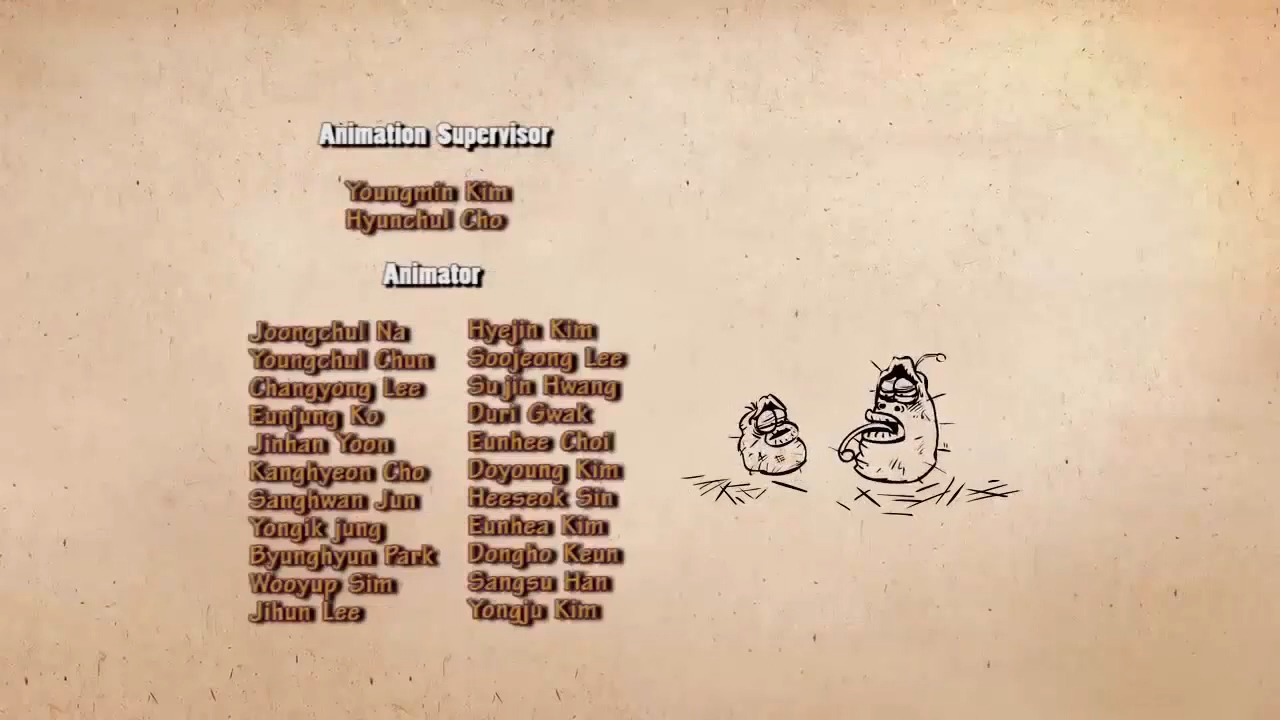 Animation Supervisor
Youngmin Kim
Hyunchul Cho
Animator
Joongchul Na
Youngchul Chun
Changyong Lee
Eunjung Ko
Jinhan Yoon
Kanghyeon Cho
Sanghwan Jun
Yongik jung
Byunghyun Park
Wooyup Sim
Jihun Lee
Hyejin Kim
Soojeong Lee
Sujin Hwang
Duri Gwak
Eunhee Choi
Doyoung Kim
Heeseok Sin
Eunhea Kim
Dongho Keun
Sangsu Han
Yongju Kim